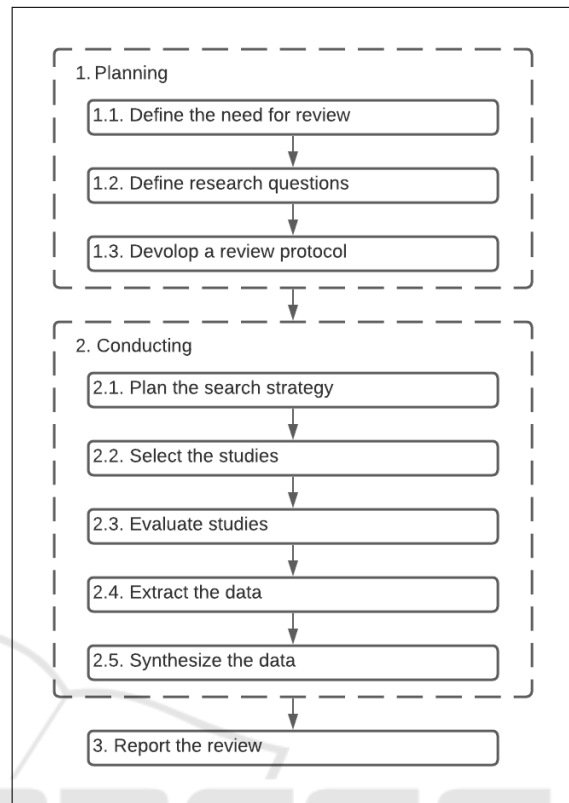 1. Planning
1.1. Define the need for review
1.2. Define research questions
1.3. Devolop a review protocol
2. Conducting
2.1. Plan the search strategy
2.2. Select the studies
2.3. Evaluate studies
2.4. Extract the data
2.5. Synthesize the data
3. Report the review